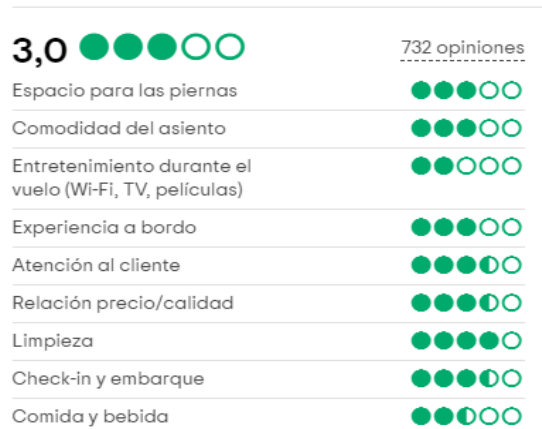 3,0
732 opiniones
Espacio para las piernas
Comodidad del asiento
Entretenimiento durante el
vuelo (Wi-Fi, TV, películas)
Experiencia a bordo
Atención al cliente
Relación precio/calidad
Limpieza
Check-in y embarque
Comida y bebida